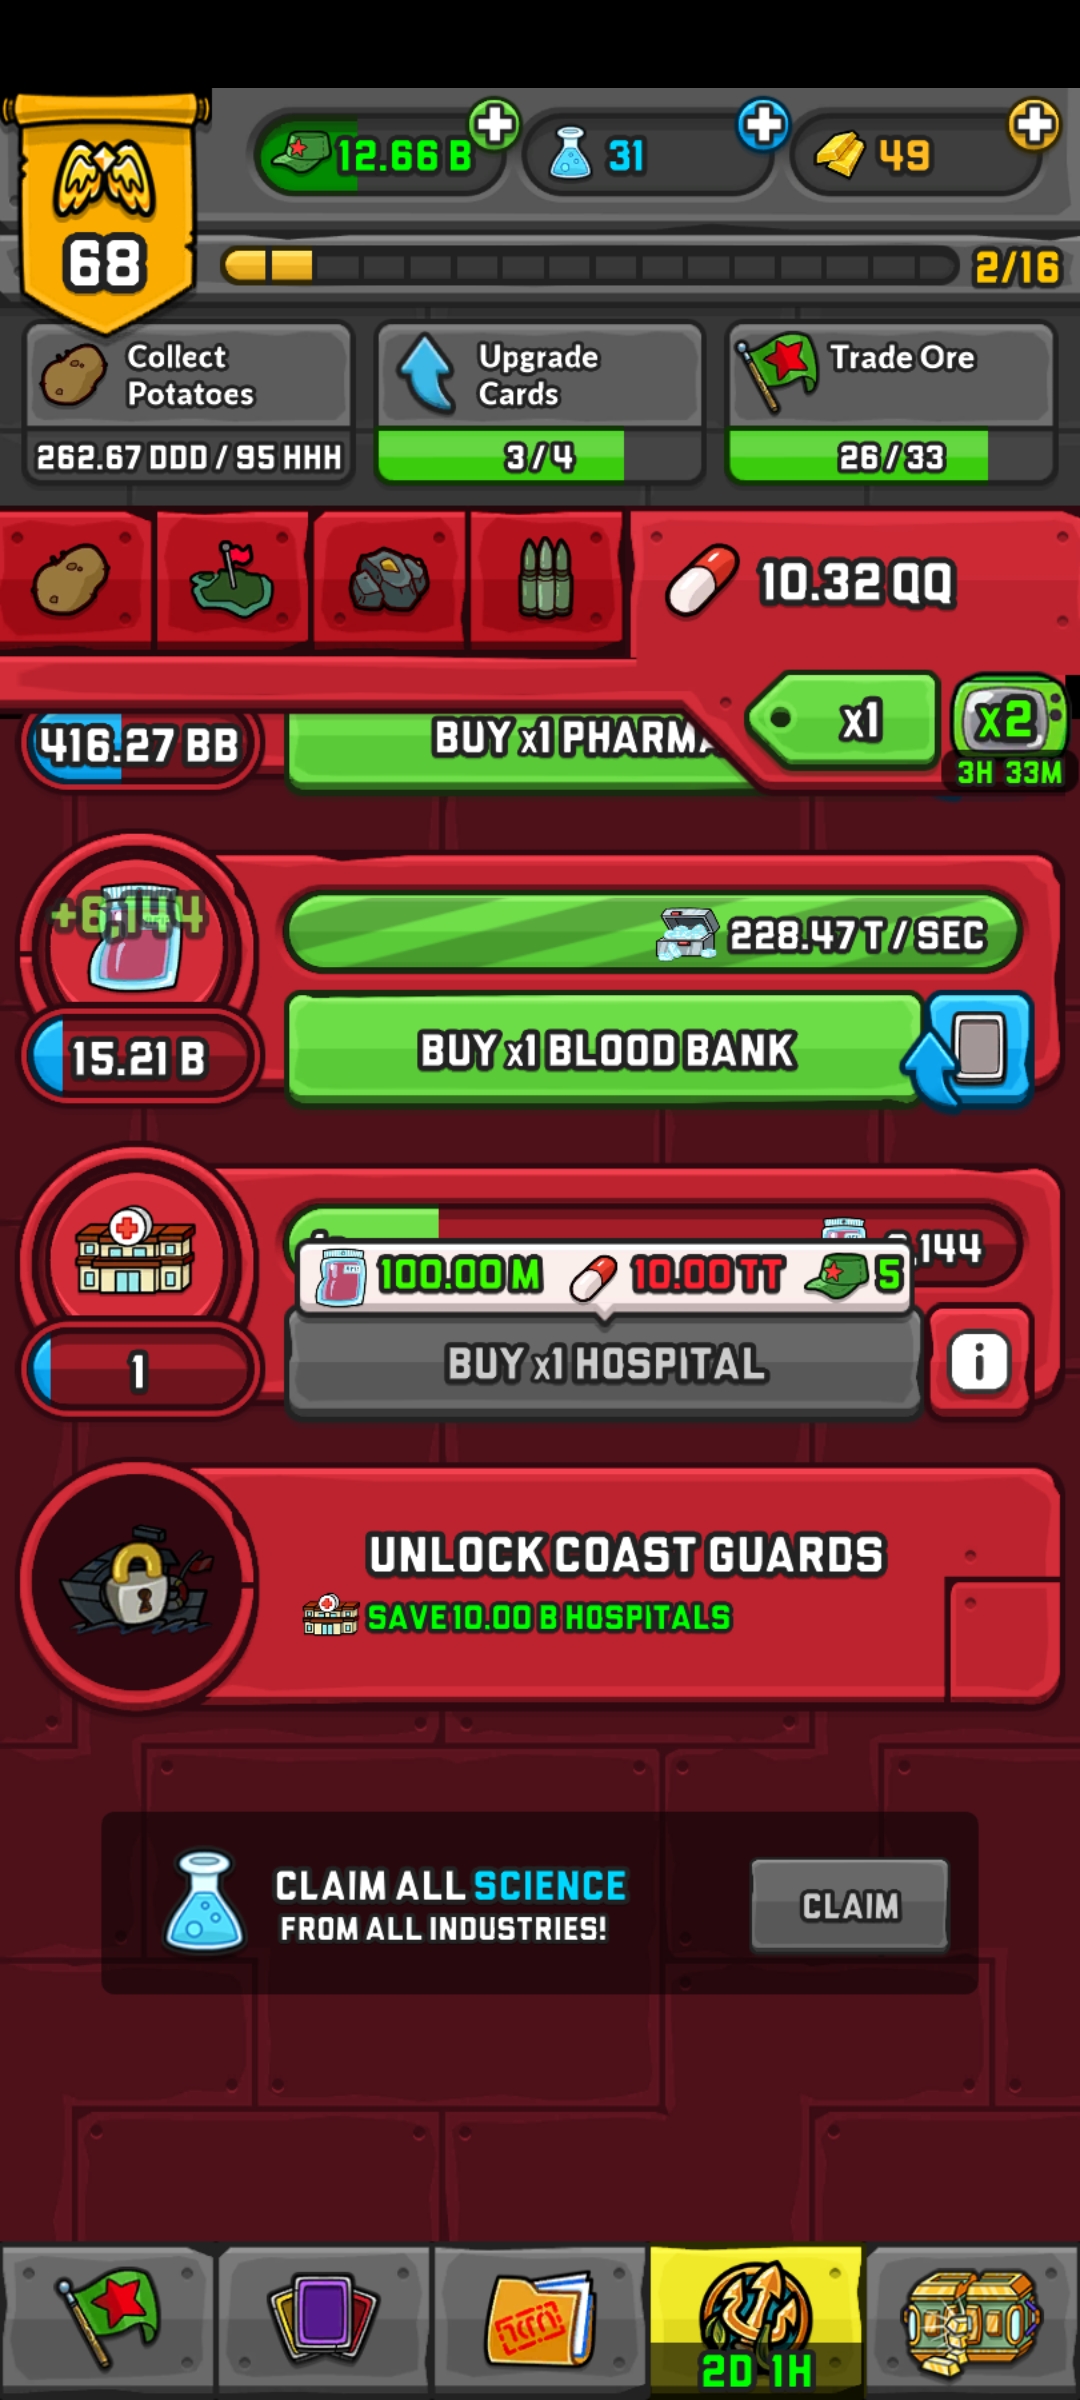 12.66 B
31
49
68
2/16
Collect
Potatoes
Upgrade
Cards
Trade Ore
262.67 DDD / 95 HHH
3/4
26/33
10.32 QQ
x1
x2
3H 33M
416.27 BB
BUY x1
+6,144
228.47 T / SEC
15.21 B
BUY x1 BLOOD BANK
,144
100.00 M
10.00 TT
5
1
BUY x1 HOSPITAL
i
UNLOCK COAST GUARDS
SAVE 10.00 B HOSPITALS
CLAIM ALL SCIENCE
FROM ALL INDUSTRIES!
CLAIM
2D 1H